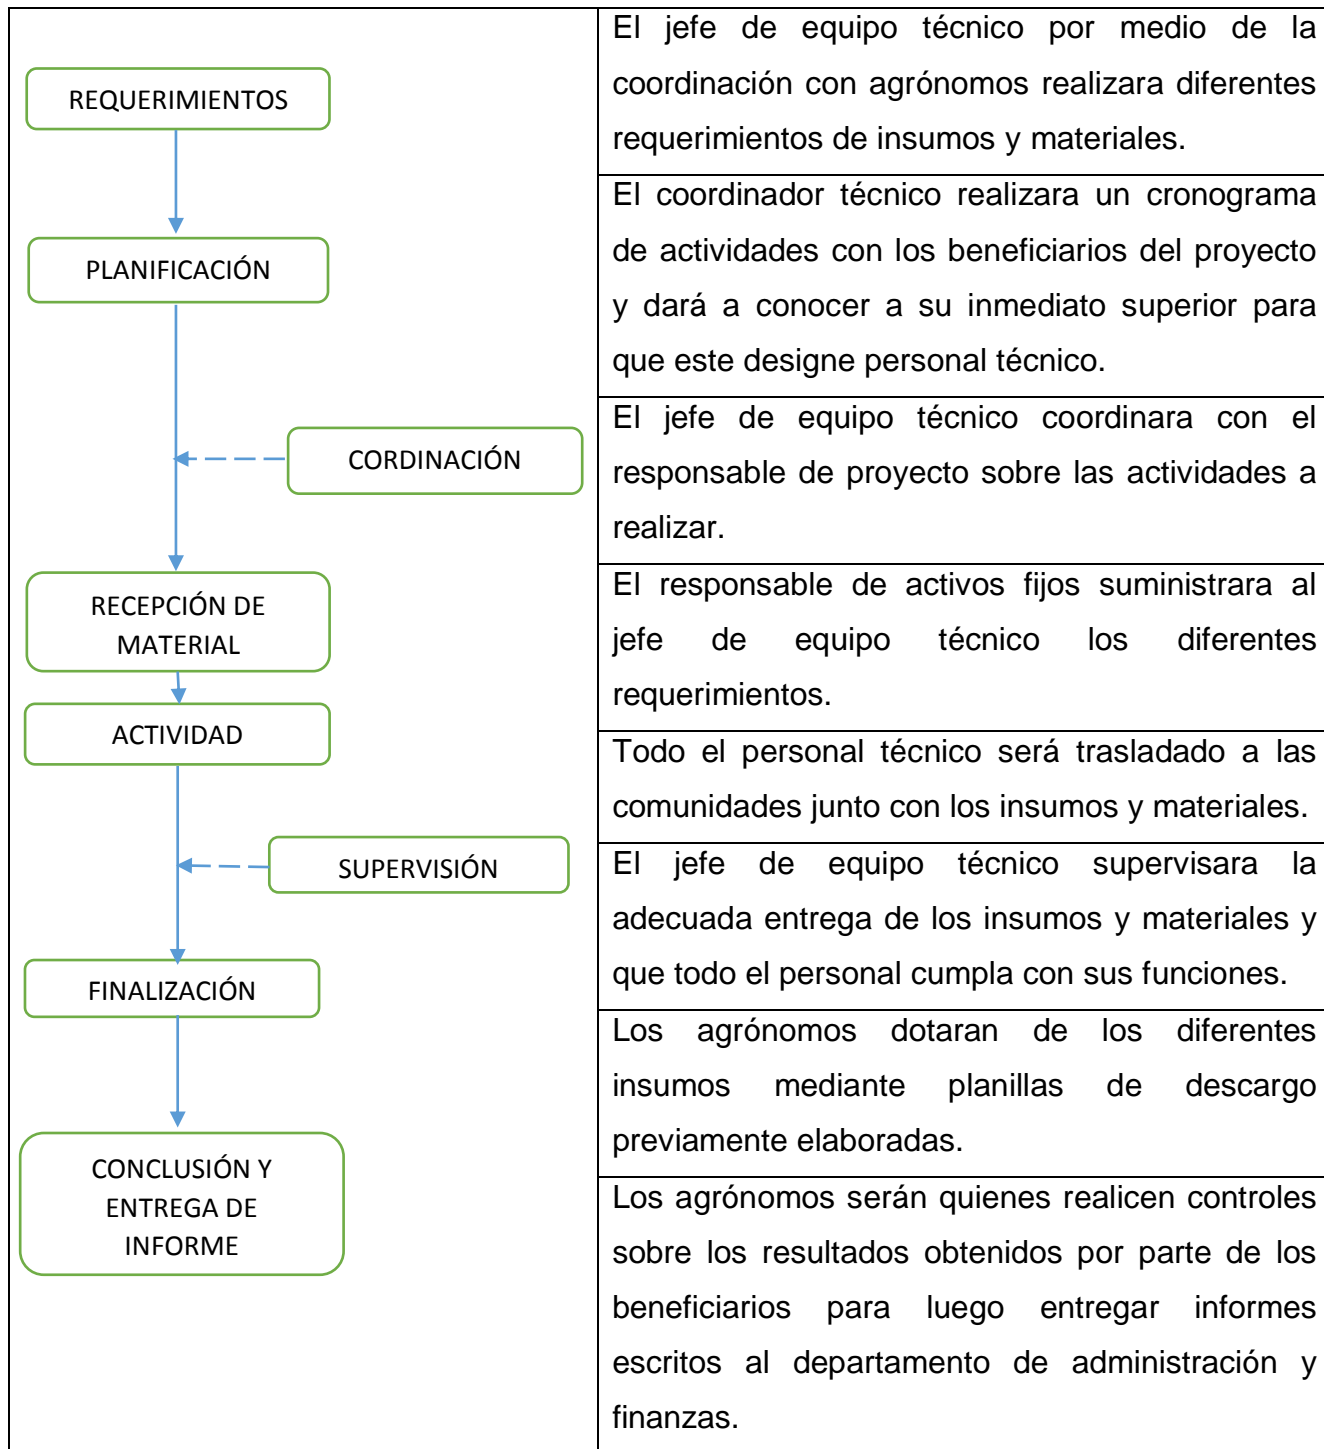 REQUERIMIENTOS
El jefe de equipo técnico por medio de la
coordinación con agrónomos realizara diferentes
requerimientos de insumos y materiales.
PLANIFICACIÓN
El coordinador técnico realizara un cronograma
de actividades con los beneficiarios del proyecto
y dará a conocer a su inmediato superior para
que este designe personal técnico.
CORDINACIÓN
El jefe de equipo técnico coordinara con el
responsable de proyecto sobre las actividades a
realizar.
RECEPCIÓN DE
MATERIAL
El responsable de activos fijos suministrara al
jefe de equipo técnico los diferentes
requerimientos.
ACTIVIDAD
Todo el personal técnico será trasladado a las
comunidades junto con los insumos y materiales.
SUPERVISIÓN
El jefe de equipo técnico supervisara la
adecuada entrega de los insumos y materiales y
que todo el personal cumpla con sus funciones.
FINALIZACIÓN
Los agrónomos dotaran de los diferentes
insumos mediante planillas de descargo
previamente elaboradas.
CONCLUSIÓN Y
ENTREGA DE
INFORME
Los agrónomos serán quienes realicen controles
sobre los resultados obtenidos por parte de los
beneficiarios para luego entregar informes
escritos al departamento de administración y
finanzas.